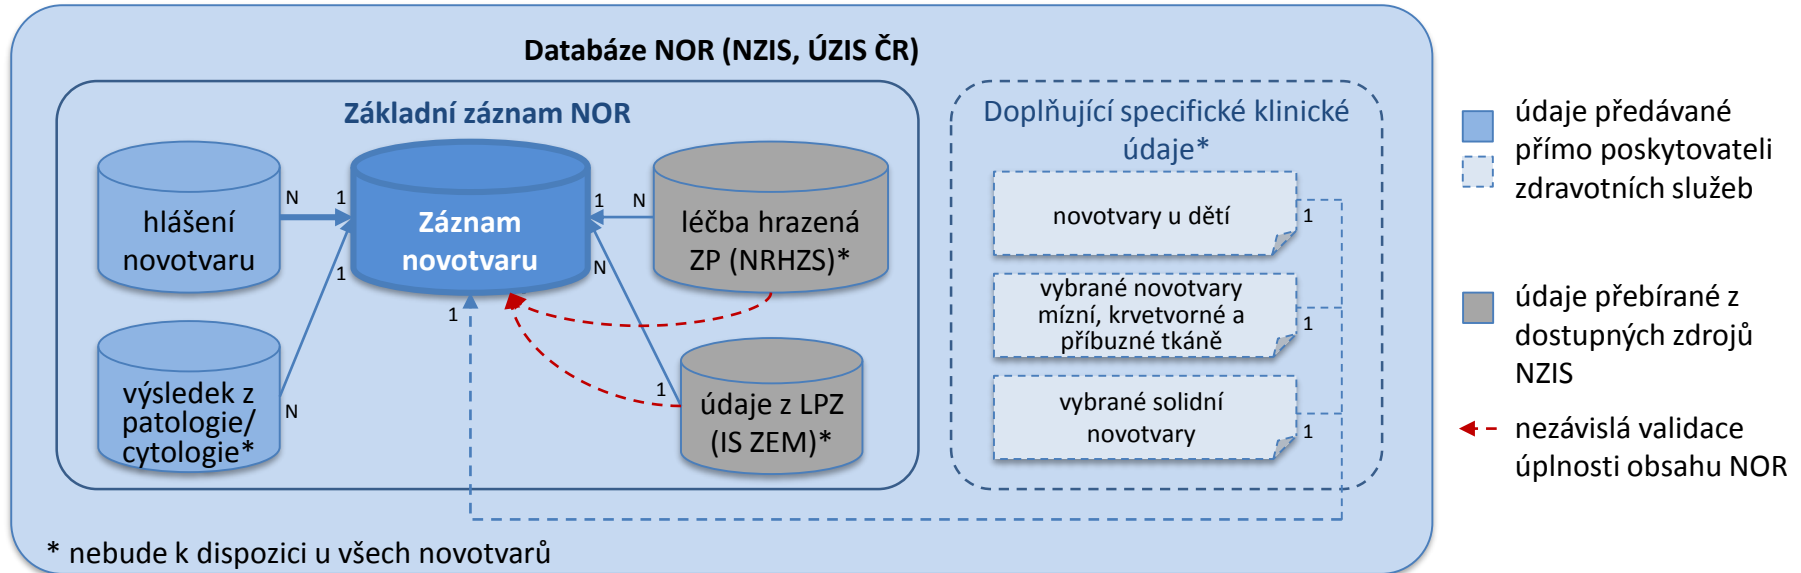 Databáze NOR (NZIS, ÚZIS ČR)
Základní záznam NOR
hlášení
novotvaru
N
1
Záznam
novotvaru
1
N
léčba hrazená
ZP (NRHZS)*
1
N
1
výsledek z
patologie/
cytologie*
N
1
údaje z LPZ
(IS ZEM)*
Doplňující specifické klinické
údaje*
novotvary u dětí
1
vybrané novotvary
mízní, krvetvorné a
příbuzné tkáně
1
vybrané solidní
novotvary
1
* nebude k dispozici u všech novotvarů
údaje předávané
přímo poskytovateli
zdravotních služeb
údaje přebírané z
dostupných zdrojů
NZIS
nezávislá validace
úplnosti obsahu NOR